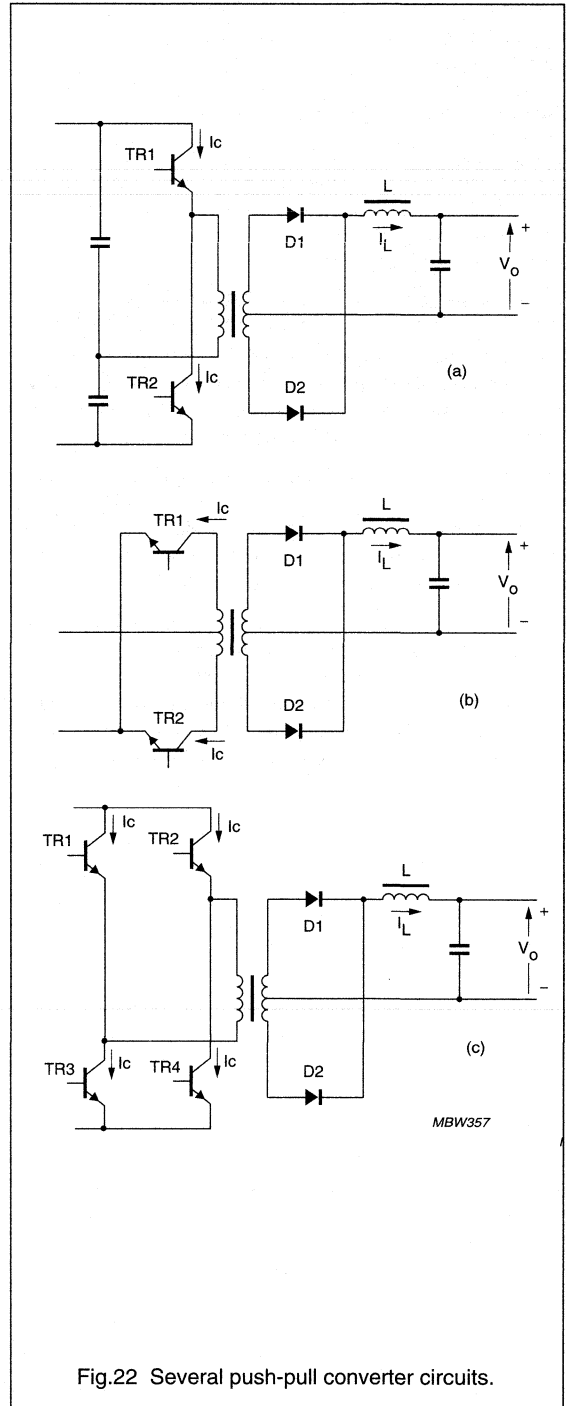 Ic
TR1
L
D1
I_L
+
V_o
−
(a)
Ic
TR2
D2
TR1
Ic
L
D1
I_L
+
V_o
−
(b)
TR2
Ic
D2
TR1
Ic
TR2
Ic
L
D1
I_L
+
V_o
−
(c)
TR3
Ic
TR4
Ic
D2
MBW357
Fig.22 Several push-pull converter circuits.